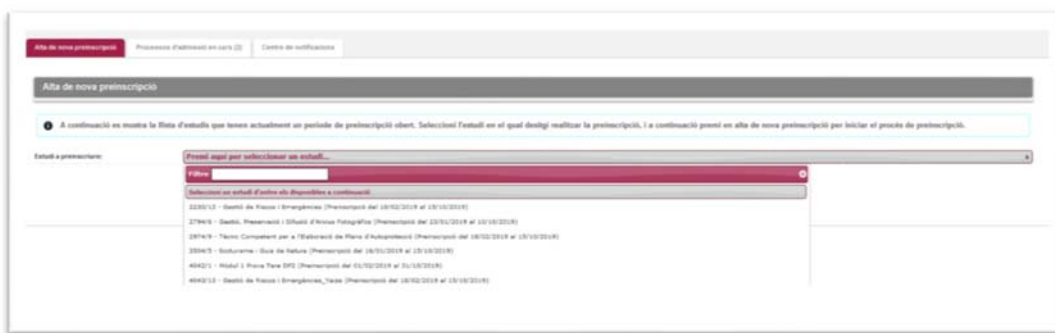 Alta de nova preinscripció
Processos d'admissió en curs (2)
Centre de notificacions
Alta de nova preinscripció
A continuació es mostra la llista d'estudis que tenen actualment un període de preinscripció obert. Seleccioni l'estudi en el qual desitgi realitzar la preinscripció, i a continuació premi en alta de nova preinscripció per iniciar el procés de preinscripció.
Estudi a preinscriure:
Premi aquí per seleccionar un estudi...
Filtre
Seleccioni un estudi d'entre els disponibles a continuació
2230/13 - Gestió de Riscos i Emergències (Preinscripció del 18/02/2019 al 15/10/2019)
2794/6 - Gestió, Preservació i Difusió d'Arxius Fotogràfics (Preinscripció del 23/01/2019 al 10/10/2019)
2974/9 - Tècnic Competent per a l'Elaboració de Plans d'Autoprotecció (Preinscripció del 18/02/2019 al 15/10/2019)
3504/5 - Ecoturisme - Guia de Natura (Preinscripció del 16/01/2019 al 15/10/2019)
4042/1 - Mòdul 1 Prova Tere DPI (Preinscripció del 01/02/2019 al 31/10/2019)
4043/13 - Gestió de Riscos i Emergències_Taxes (Preinscripció del 18/02/2019 al 15/10/2019)